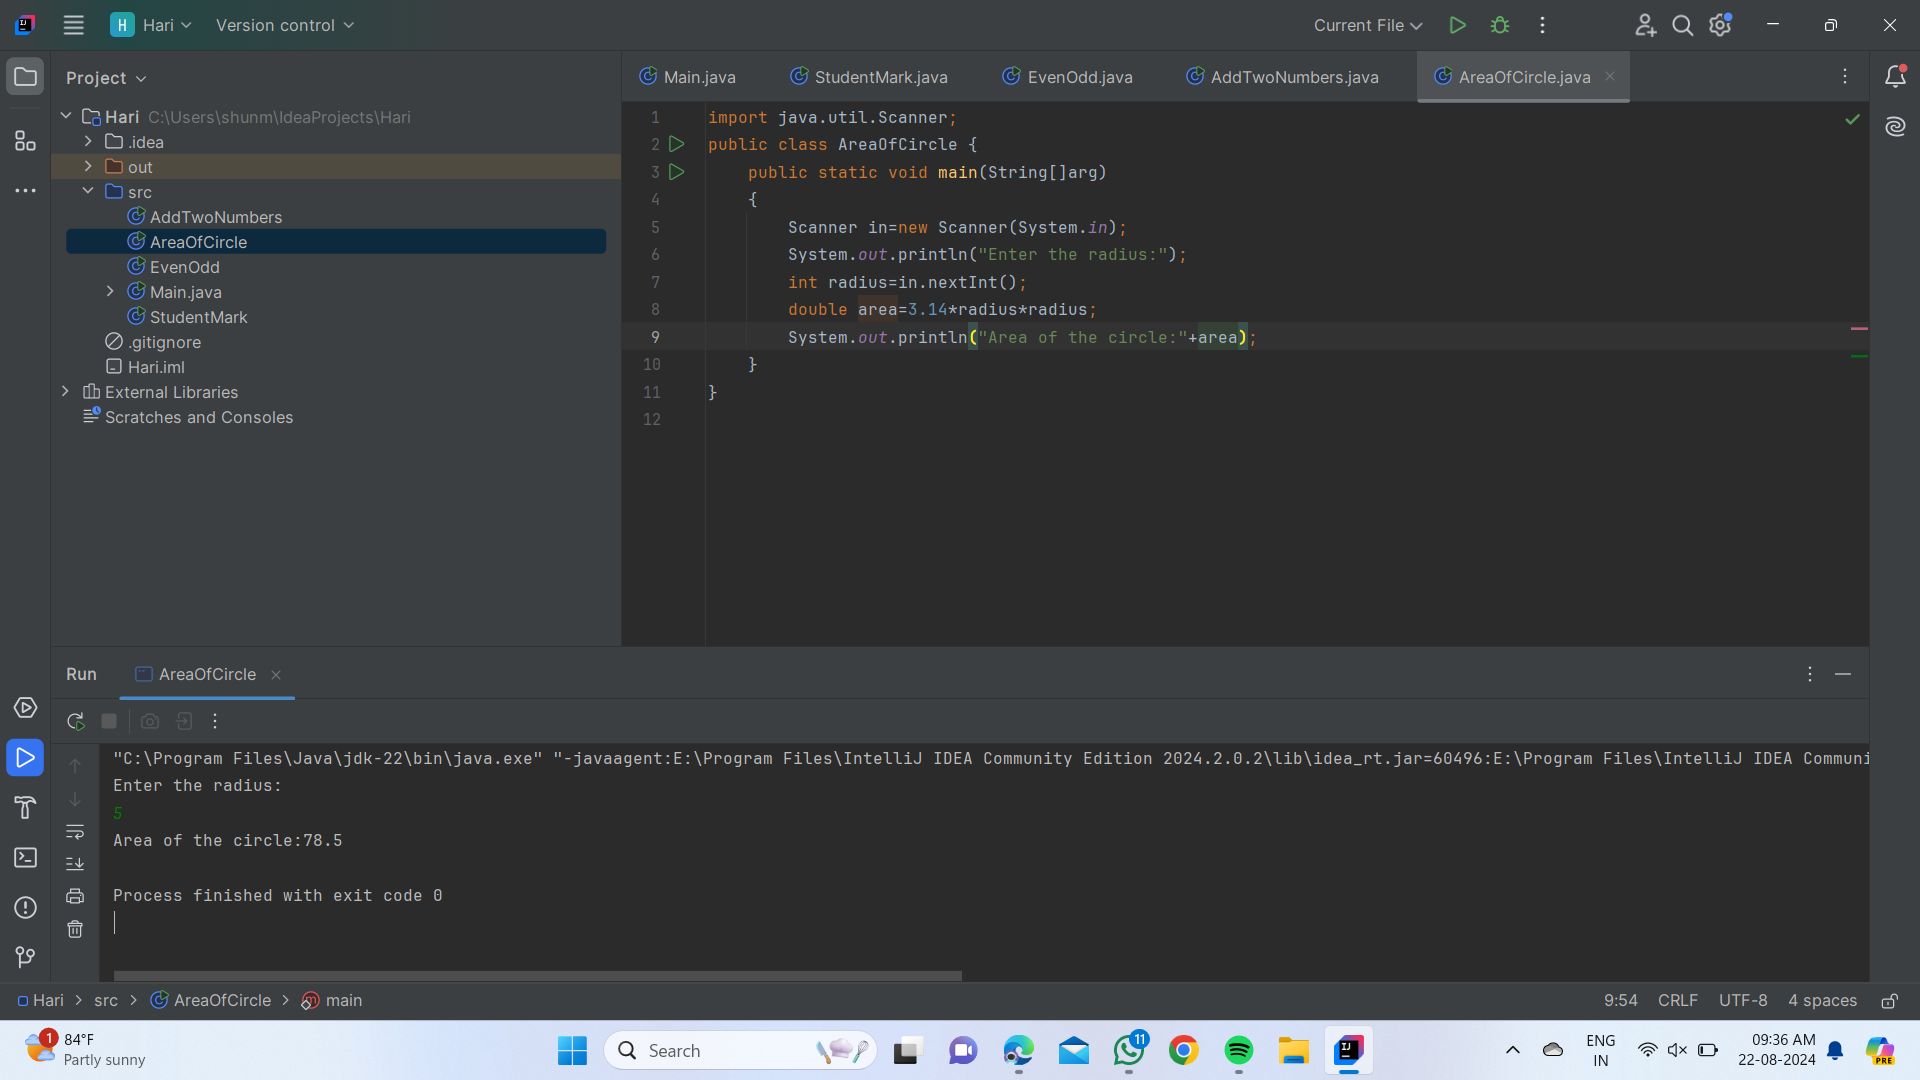 H Hari Version control Current File
Project
Main.java StudentMark.java EvenOdd.java AddTwoNumbers.java AreaOfCircle.java
Hari C:\Users\shunm\IdeaProjects\Hari
.idea
out
src
AddTwoNumbers
AreaOfCircle
EvenOdd
Main.java
StudentMark
.gitignore
Hari.iml
External Libraries
Scratches and Consoles
1 import java.util.Scanner;
2 public class AreaOfCircle {
3 public static void main(String[]arg)
4 {
5 Scanner in=new Scanner(System.in);
6 System.out.println("Enter the radius:");
7 int radius=in.nextInt();
8 double area=3.14*radius*radius;
9 System.out.println("Area of the circle:"+area);
10 }
11 }
12
Run AreaOfCircle
"C:\Program Files\Java\jdk-22\bin\java.exe" "-javaagent:E:\Program Files\IntelliJ IDEA Community Edition 2024.2.0.2\lib\idea_rt.jar=60496:E:\Program Files\IntelliJ IDEA Communi
Enter the radius:
5
Area of the circle:78.5
Process finished with exit code 0
Hari > src > AreaOfCircle > main 9:54 CRLF UTF-8 4 spaces
1 84°F
Partly sunny
Search
11
ENG
IN
09:36 AM
22-08-2024
PRE